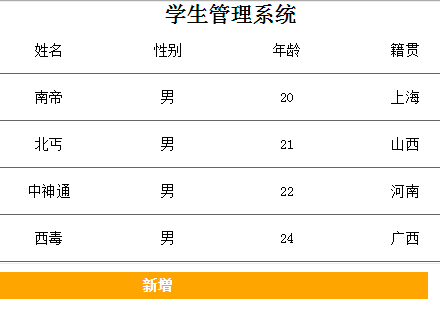 学生管理系统
姓名 性别 年龄 籍贯
南帝 男 20 上海
北丐 男 21 山西
中神通 男 22 河南
西毒 男 24 广西
新增